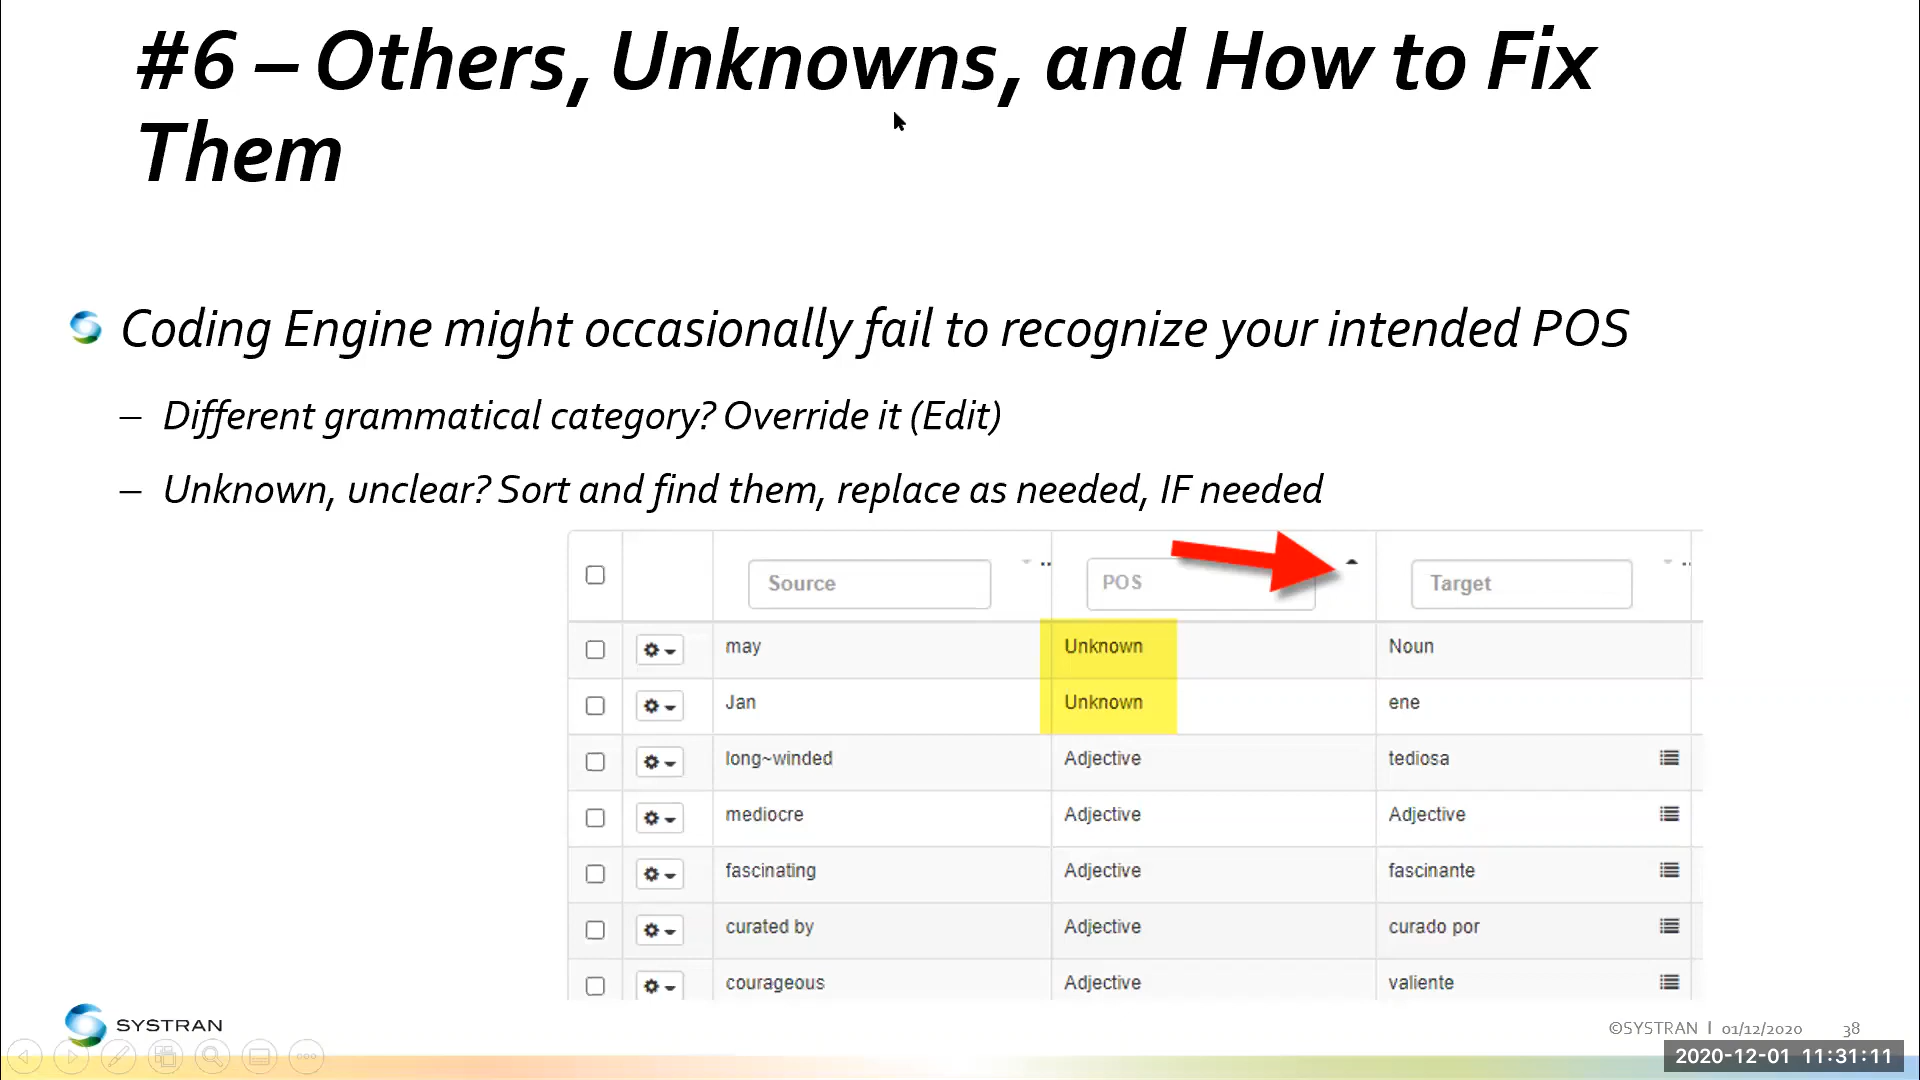 #6 – Others, Unknowns, and How to Fix
Them
Coding Engine might occasionally fail to recognize your intended POS
– Different grammatical category? Override it (Edit)
– Unknown, unclear? Sort and find them, replace as needed, IF needed
Source POS Target
may Unknown Noun
Jan Unknown ene
long~winded Adjective tediosa
mediocre Adjective Adjective
fascinating Adjective fascinante
curated by Adjective curado por
courageous Adjective valiente
SYSTRAN
©SYSTRAN | 01/12/2020 38
2020-12-01 11:31:11